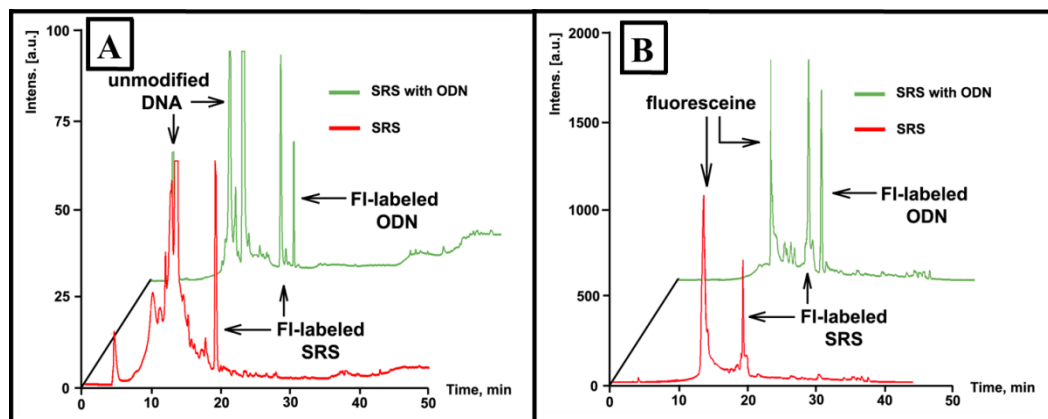 A
Intens. [a.u.]
100
75
50
25
0
unmodified
DNA
SRS with ODN
SRS
Fl-labeled
ODN
Fl-labeled
SRS
0 10 20 30 40 50
Time, min
B
Intens. [a.u.]
2000
1500
1000
500
0
fluoresceine
SRS with ODN
SRS
Fl-labeled
ODN
Fl-labeled
SRS
0 10 20 30 40 50
Time, min